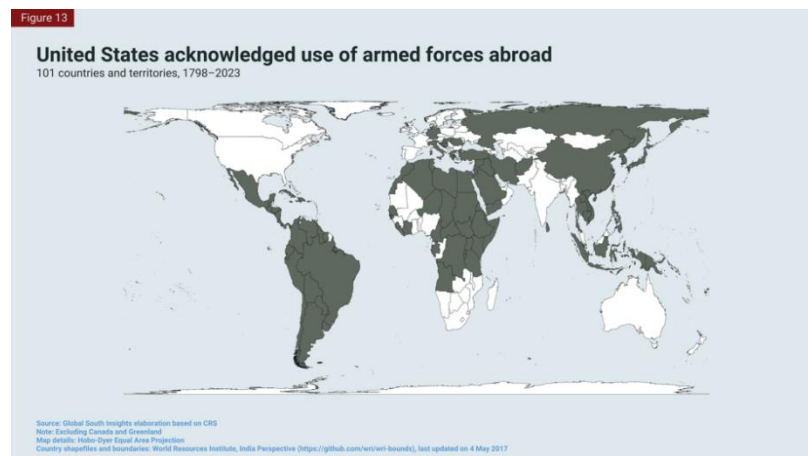 Figure 13
United States acknowledged use of armed forces abroad
101 countries and territories, 1798–2023
Source: Global South Insights elaboration based on CRS
Note: Excluding Canada and Greenland
Map details: Hobo-Dyer Equal Area Projection
Country shapefiles and boundaries: World Resources Institute, India Perspective (https://github.com/wri/wri-bounds), last updated on 4 May 2017